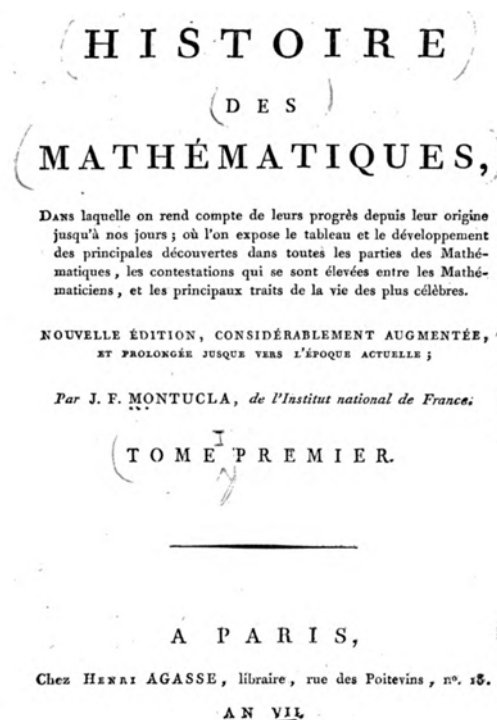 HISTOIRE
DES
MATHÉMATIQUES,
DANS laquelle on rend compte de leurs progrès depuis leur origine
jusqu'à nos jours ; où l'on expose le tableau et le développement
des principales découvertes dans toutes les parties des Mathé-
matiques, les contestations qui se sont élevées entre les Mathé-
maticiens, et les principaux traits de la vie des plus célèbres.
NOUVELLE ÉDITION, CONSIDÉRABLEMENT AUGMENTÉE,
ET PROLONGÉE JUSQUE VERS L'ÉPOQUE ACTUELLE ;
Par J. F. MONTUCLA, de l'Institut national de France.
I
TOME PREMIER.
A PARIS,
Chez HENRI AGASSE, libraire, rue des Poitevins, nº. 18.
AN VII.